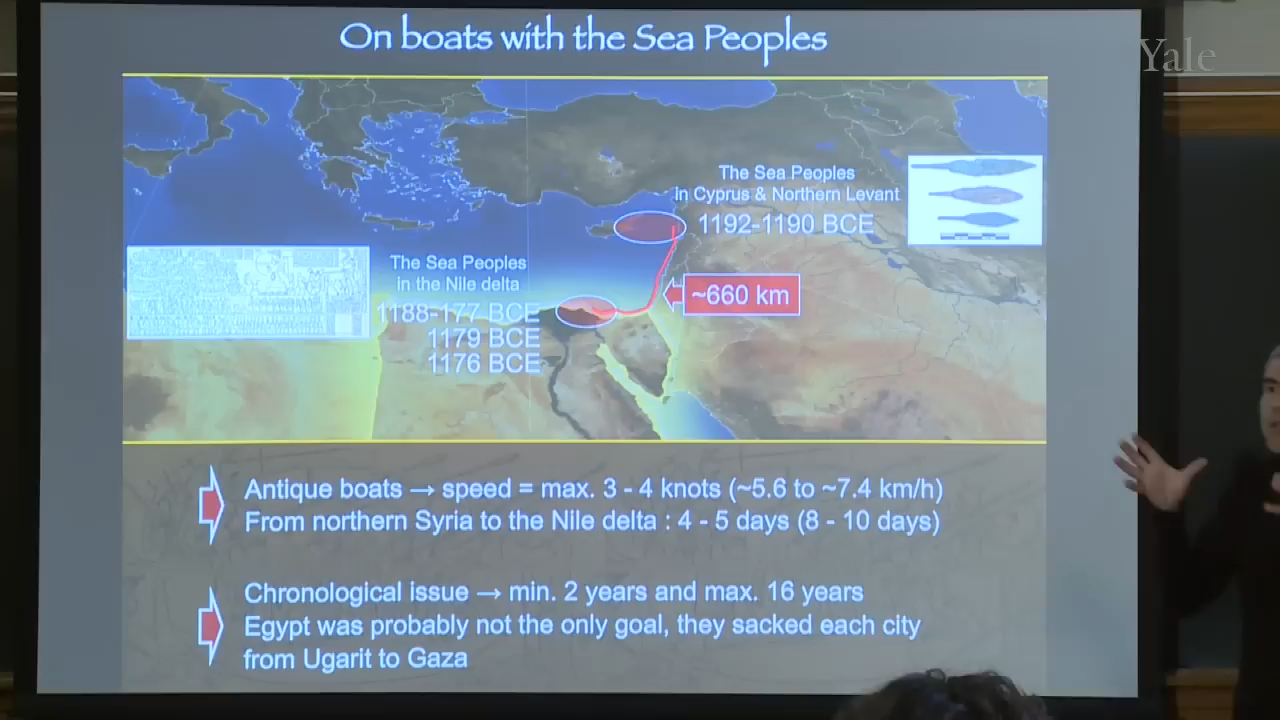 On boats with the Sea Peoples
Yale
The Sea Peoples
in Cyprus & Northern Levant
1192-1190 BCE
The Sea Peoples
in the Nile delta
1188-177 BCE
1179 BCE
1176 BCE
~660 km
Antique boats → speed = max. 3 - 4 knots (~5.6 to ~7.4 km/h)
From northern Syria to the Nile delta : 4 - 5 days (8 - 10 days)
Chronological issue → min. 2 years and max. 16 years
Egypt was probably not the only goal, they sacked each city
from Ugarit to Gaza